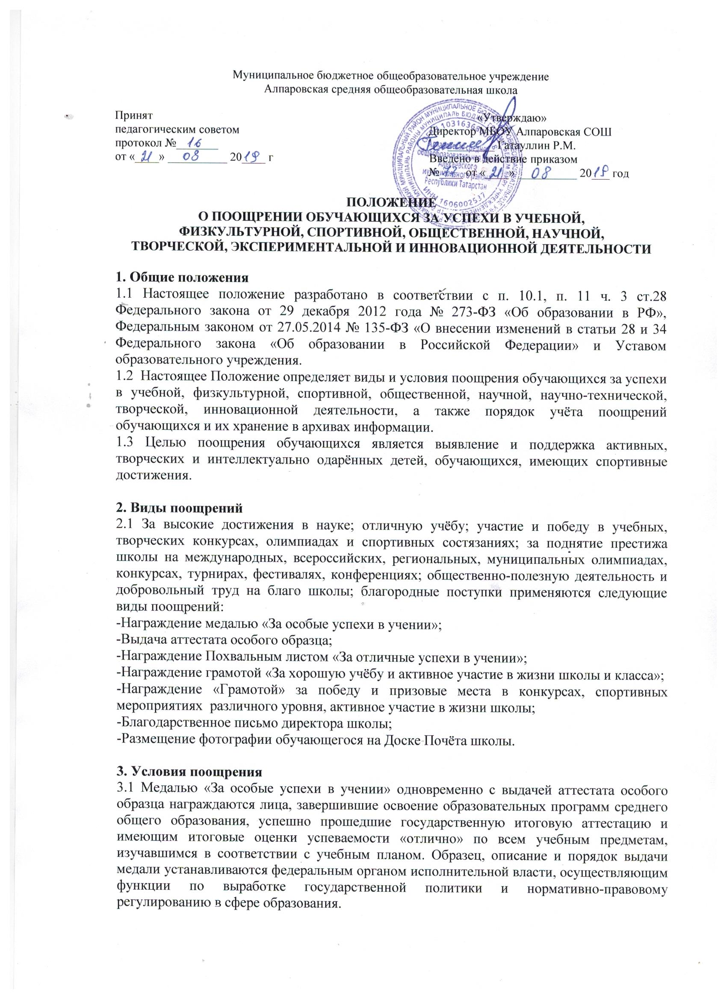 Муниципальное бюджетное общеобразовательное учреждение
Алпаровская средняя общеобразовательная школа
Принят
педагогическим советом
протокол № 16
от « 21 » 08 2019 г
«Утверждаю»
Директор МБОУ Алпаровская СОШ
Гатауллин Р.М.
Введено в действие приказом
№ 77 от « 21 » 08 2019 год
ИНН 1606002537
Республики Татарстан
ПОЛОЖЕНИЕ
О ПООЩРЕНИИ ОБУЧАЮЩИХСЯ ЗА УСПЕХИ В УЧЕБНОЙ,
ФИЗКУЛЬТУРНОЙ, СПОРТИВНОЙ, ОБЩЕСТВЕННОЙ, НАУЧНОЙ,
ТВОРЧЕСКОЙ, ЭКСПЕРИМЕНТАЛЬНОЙ И ИННОВАЦИОННОЙ ДЕЯТЕЛЬНОСТИ
1. Общие положения
1.1 Настоящее положение разработано в соответствии с п. 10.1, п. 11 ч. 3 ст.28
Федерального закона от 29 декабря 2012 года № 273-ФЗ «Об образовании в РФ»,
Федеральным законом от 27.05.2014 № 135-ФЗ «О внесении изменений в статьи 28 и 34
Федерального закона «Об образовании в Российской Федерации» и Уставом
образовательного учреждения.
1.2 Настоящее Положение определяет виды и условия поощрения обучающихся за успехи
в учебной, физкультурной, спортивной, общественной, научной, научно-технической,
творческой, инновационной деятельности, а также порядок учёта поощрений
обучающихся и их хранение в архивах информации.
1.3 Целью поощрения обучающихся является выявление и поддержка активных,
творческих и интеллектуально одарённых детей, обучающихся, имеющих спортивные
достижения.
2. Виды поощрений
2.1 За высокие достижения в науке; отличную учёбу; участие и победу в учебных,
творческих конкурсах, олимпиадах и спортивных состязаниях; за поднятие престижа
школы на международных, всероссийских, региональных, муниципальных олимпиадах,
конкурсах, турнирах, фестивалях, конференциях; общественно-полезную деятельность и
добровольный труд на благо школы; благородные поступки применяются следующие
виды поощрений:
-Награждение медалью «За особые успехи в учении»;
-Выдача аттестата особого образца;
-Награждение Похвальным листом «За отличные успехи в учении»;
-Награждение грамотой «За хорошую учёбу и активное участие в жизни школы и класса»;
-Награждение «Грамотой» за победу и призовые места в конкурсах, спортивных
мероприятиях различного уровня, активное участие в жизни школы;
-Благодарственное письмо директора школы;
-Размещение фотографии обучающегося на Доске Почёта школы.
3. Условия поощрения
3.1 Медалью «За особые успехи в учении» одновременно с выдачей аттестата особого
образца награждаются лица, завершившие освоение образовательных программ среднего
общего образования, успешно прошедшие государственную итоговую аттестацию и
имеющим итоговые оценки успеваемости «отлично» по всем учебным предметам,
изучавшимся в соответствии с учебным планом. Образец, описание и порядок выдачи
медали устанавливаются федеральным органом исполнительной власти, осуществляющим
функции по выработке государственной политики и нормативно-правовому
регулированию в сфере образования.